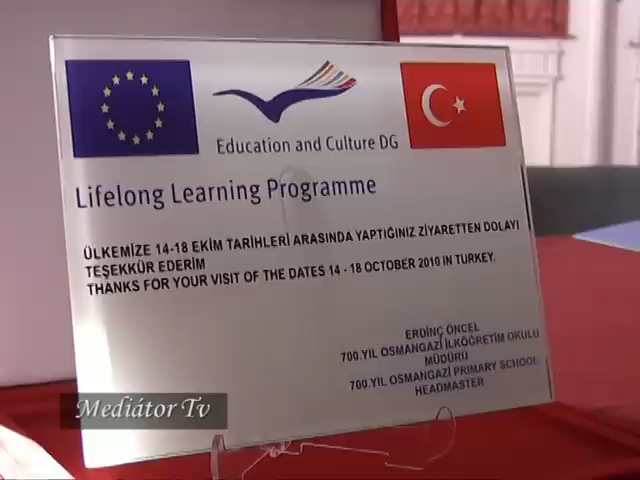 Education and Culture DG
Lifelong Learning Programme
ÜLKEMİZE 14-18 EKİM TARİHLERİ ARASINDA YAPTIĞINIZ ZİYARETTEN DOLAYI
TEŞEKKÜR EDERİM
THANKS FOR YOUR VISIT OF THE DATES 14 - 18 OCTOBER 2010 IN TURKEY.
ERDİNÇ ÖNCEL
700.YIL OSMANGAZİ İLKÖĞRETİM OKULU
MÜDÜRÜ
700.YIL OSMANGAZİ PRIMARY SCHOOL
HEADMASTER
Mediátor Tv